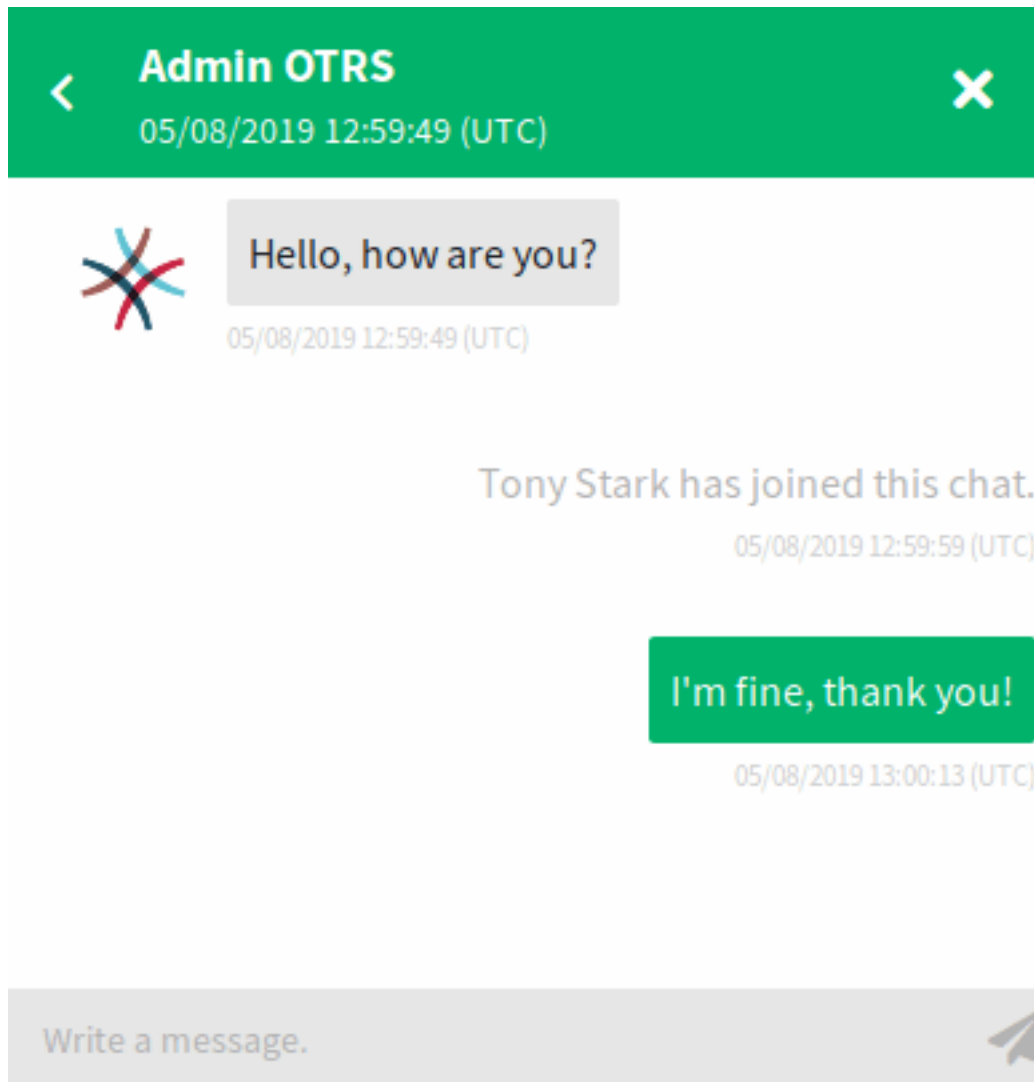 Admin OTRS
05/08/2019 12:59:49 (UTC)
Hello, how are you?
05/08/2019 12:59:49 (UTC)
Tony Stark has joined this chat.
05/08/2019 12:59:59 (UTC)
I'm fine, thank you!
05/08/2019 13:00:13 (UTC)
Write a message.